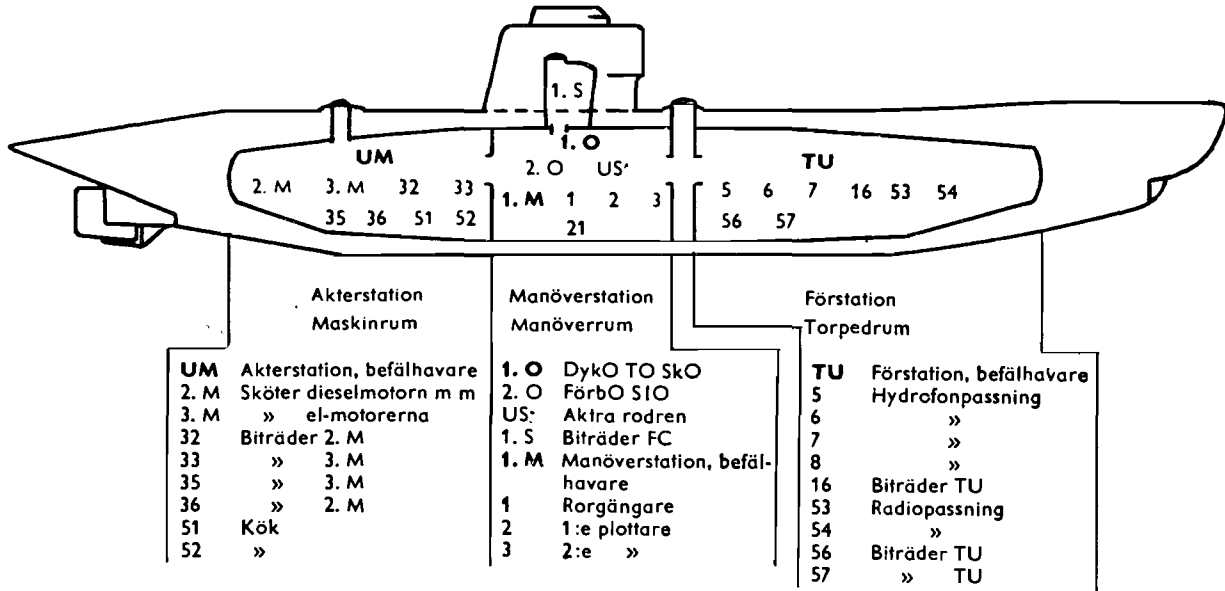 1. S
1. O
UM
2. O US:
TU
2. M 3. M 32 33
1. M 1 2 3
5 6 7 16 53 54
35 36 51 52
21
56 57
Akterstation
Maskinrum
Manöverstation
Manöverrum
Förstation
Torpedrum
UM Akterstation, befälhavare
2. M Sköter dieselmotorn m m
3. M » el-motorerna
32 Biträder 2. M
33 » 3. M
35 » 3. M
36 » 2. M
51 Kök
52 »
1. O DykO TO SkO
2. O FörbO SIO
US: Aktra rodren
1. S Biträder FC
1. M Manöverstation, befäl-
havare
1 Rorgängare
2 1:e plottare
3 2:e »
TU Förstation, befälhavare
5 Hydrofonpassning
6 »
7 »
8 »
16 Biträder TU
53 Radiopassning
54 »
56 Biträder TU
57 » TU